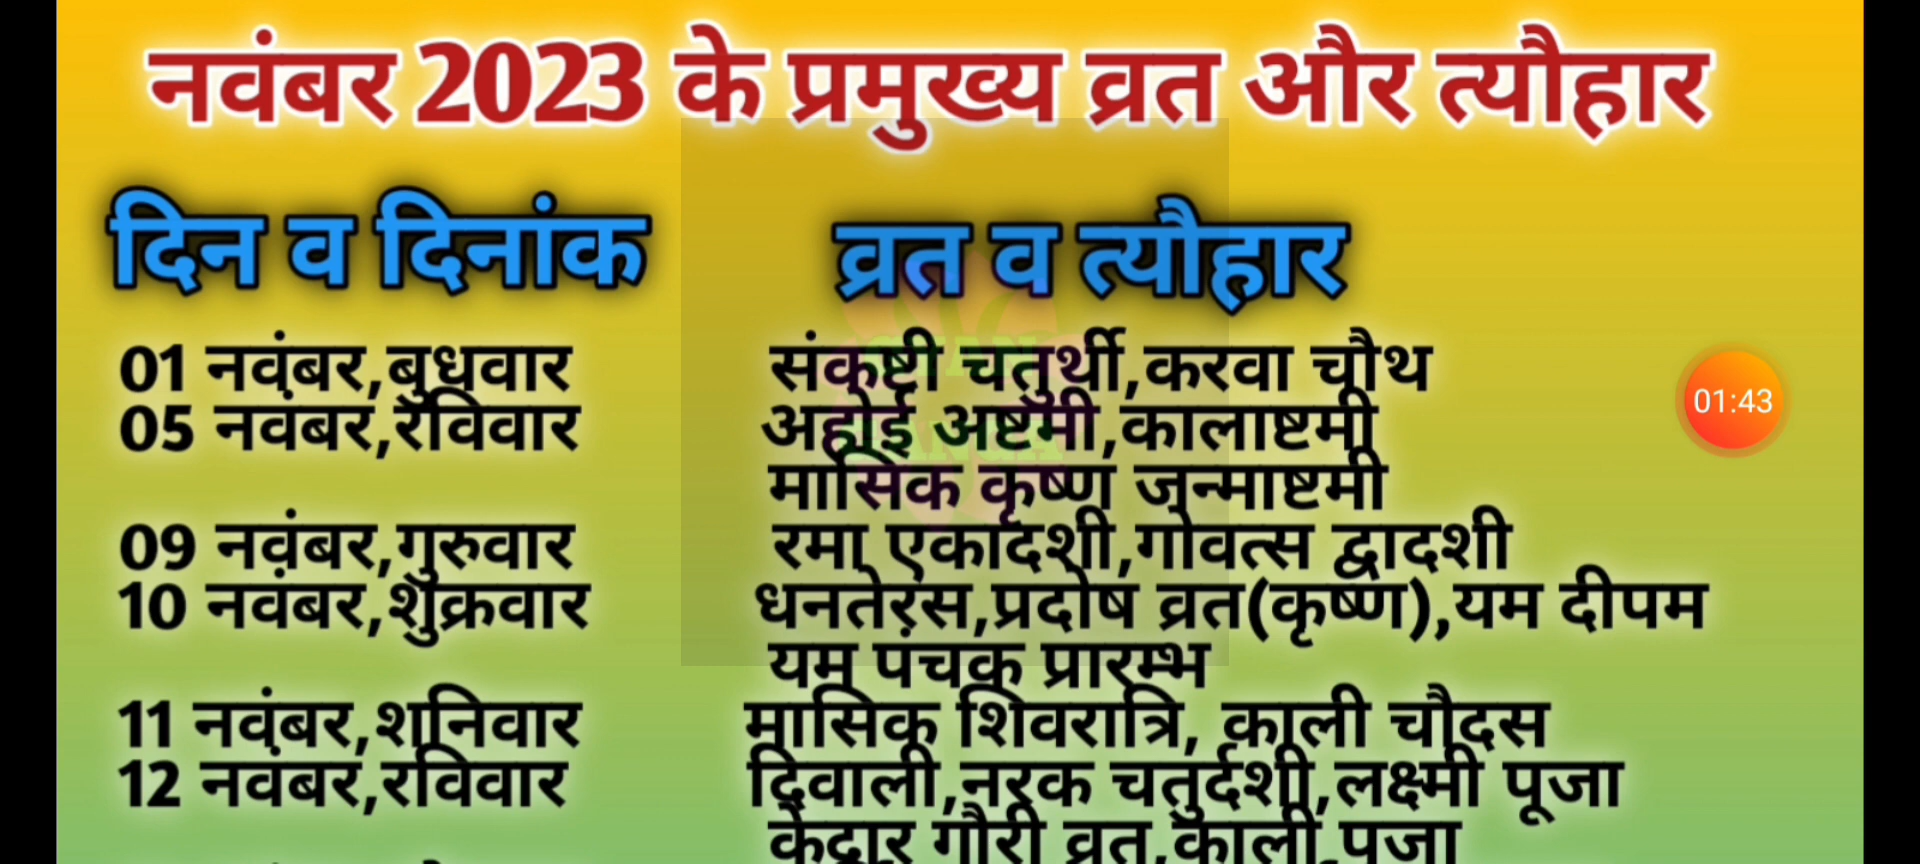 नवंबर 2023 के प्रमुख्य व्रत और त्यौहार
दिन व दिनांक व्रत व त्यौहार
01 नवंबर,बुधवार संकष्टी चतुर्थी,करवा चौथ
05 नवंबर,रविवार अहोई अष्टमी,कालाष्टमी
मासिक कृष्ण जन्माष्टमी
09 नवंबर,गुरुवार रमा एकादशी,गोवत्स द्वादशी
10 नवंबर,शुक्रवार धनतेरस,प्रदोष व्रत(कृष्ण),यम दीपम
यम पंचक प्रारम्भ
11 नवंबर,शनिवार मासिक शिवरात्रि, काली चौदस
12 नवंबर,रविवार दिवाली,नरक चतुर्दशी,लक्ष्मी पूजा
केदार गौरी व्रत,काली,पूजा
01:43